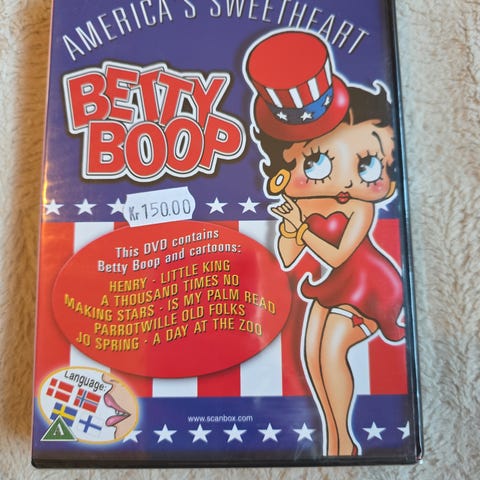 AMERICA'S SWEETHEART
BETTY
BOOP
Kr 150.00
This DVD contains
Betty Boop and cartoons:
HENRY - LITTLE KING
A THOUSAND TIMES NO
MAKING STARS - IS MY PALM READ
PARROTWILLE OLD FOLKS
JO SPRING - A DAY AT THE ZOO
Language:
A
www.scanbox.com